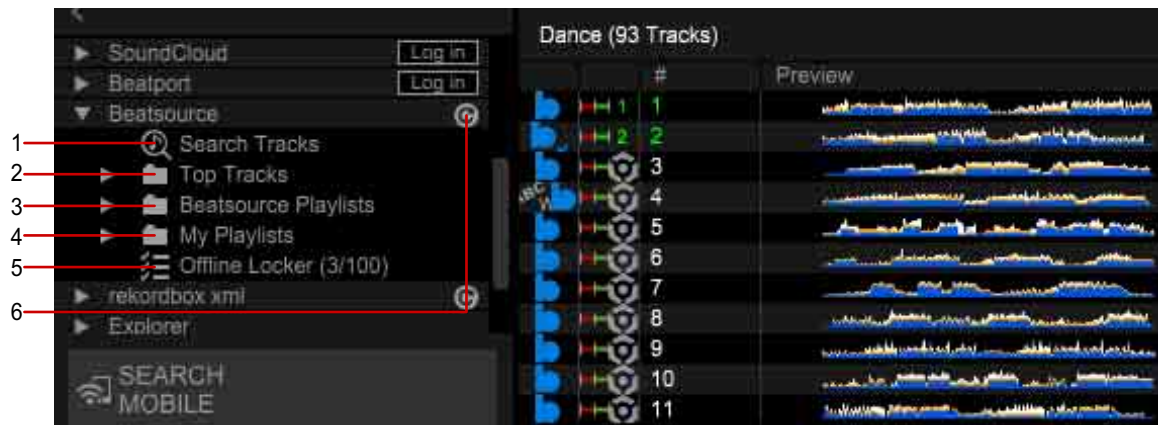 SoundCloud Log in
Beatport Log in
Beatsource
1 Search Tracks
2 Top Tracks
3 Beatsource Playlists
4 My Playlists
5 Offline Locker (3/100)
rekordbox xml
6
Explorer
SEARCH
MOBILE
Dance (93 Tracks)
# Preview
1 1
2 2
3
ABC 4
5
6
7
8
9
10
11